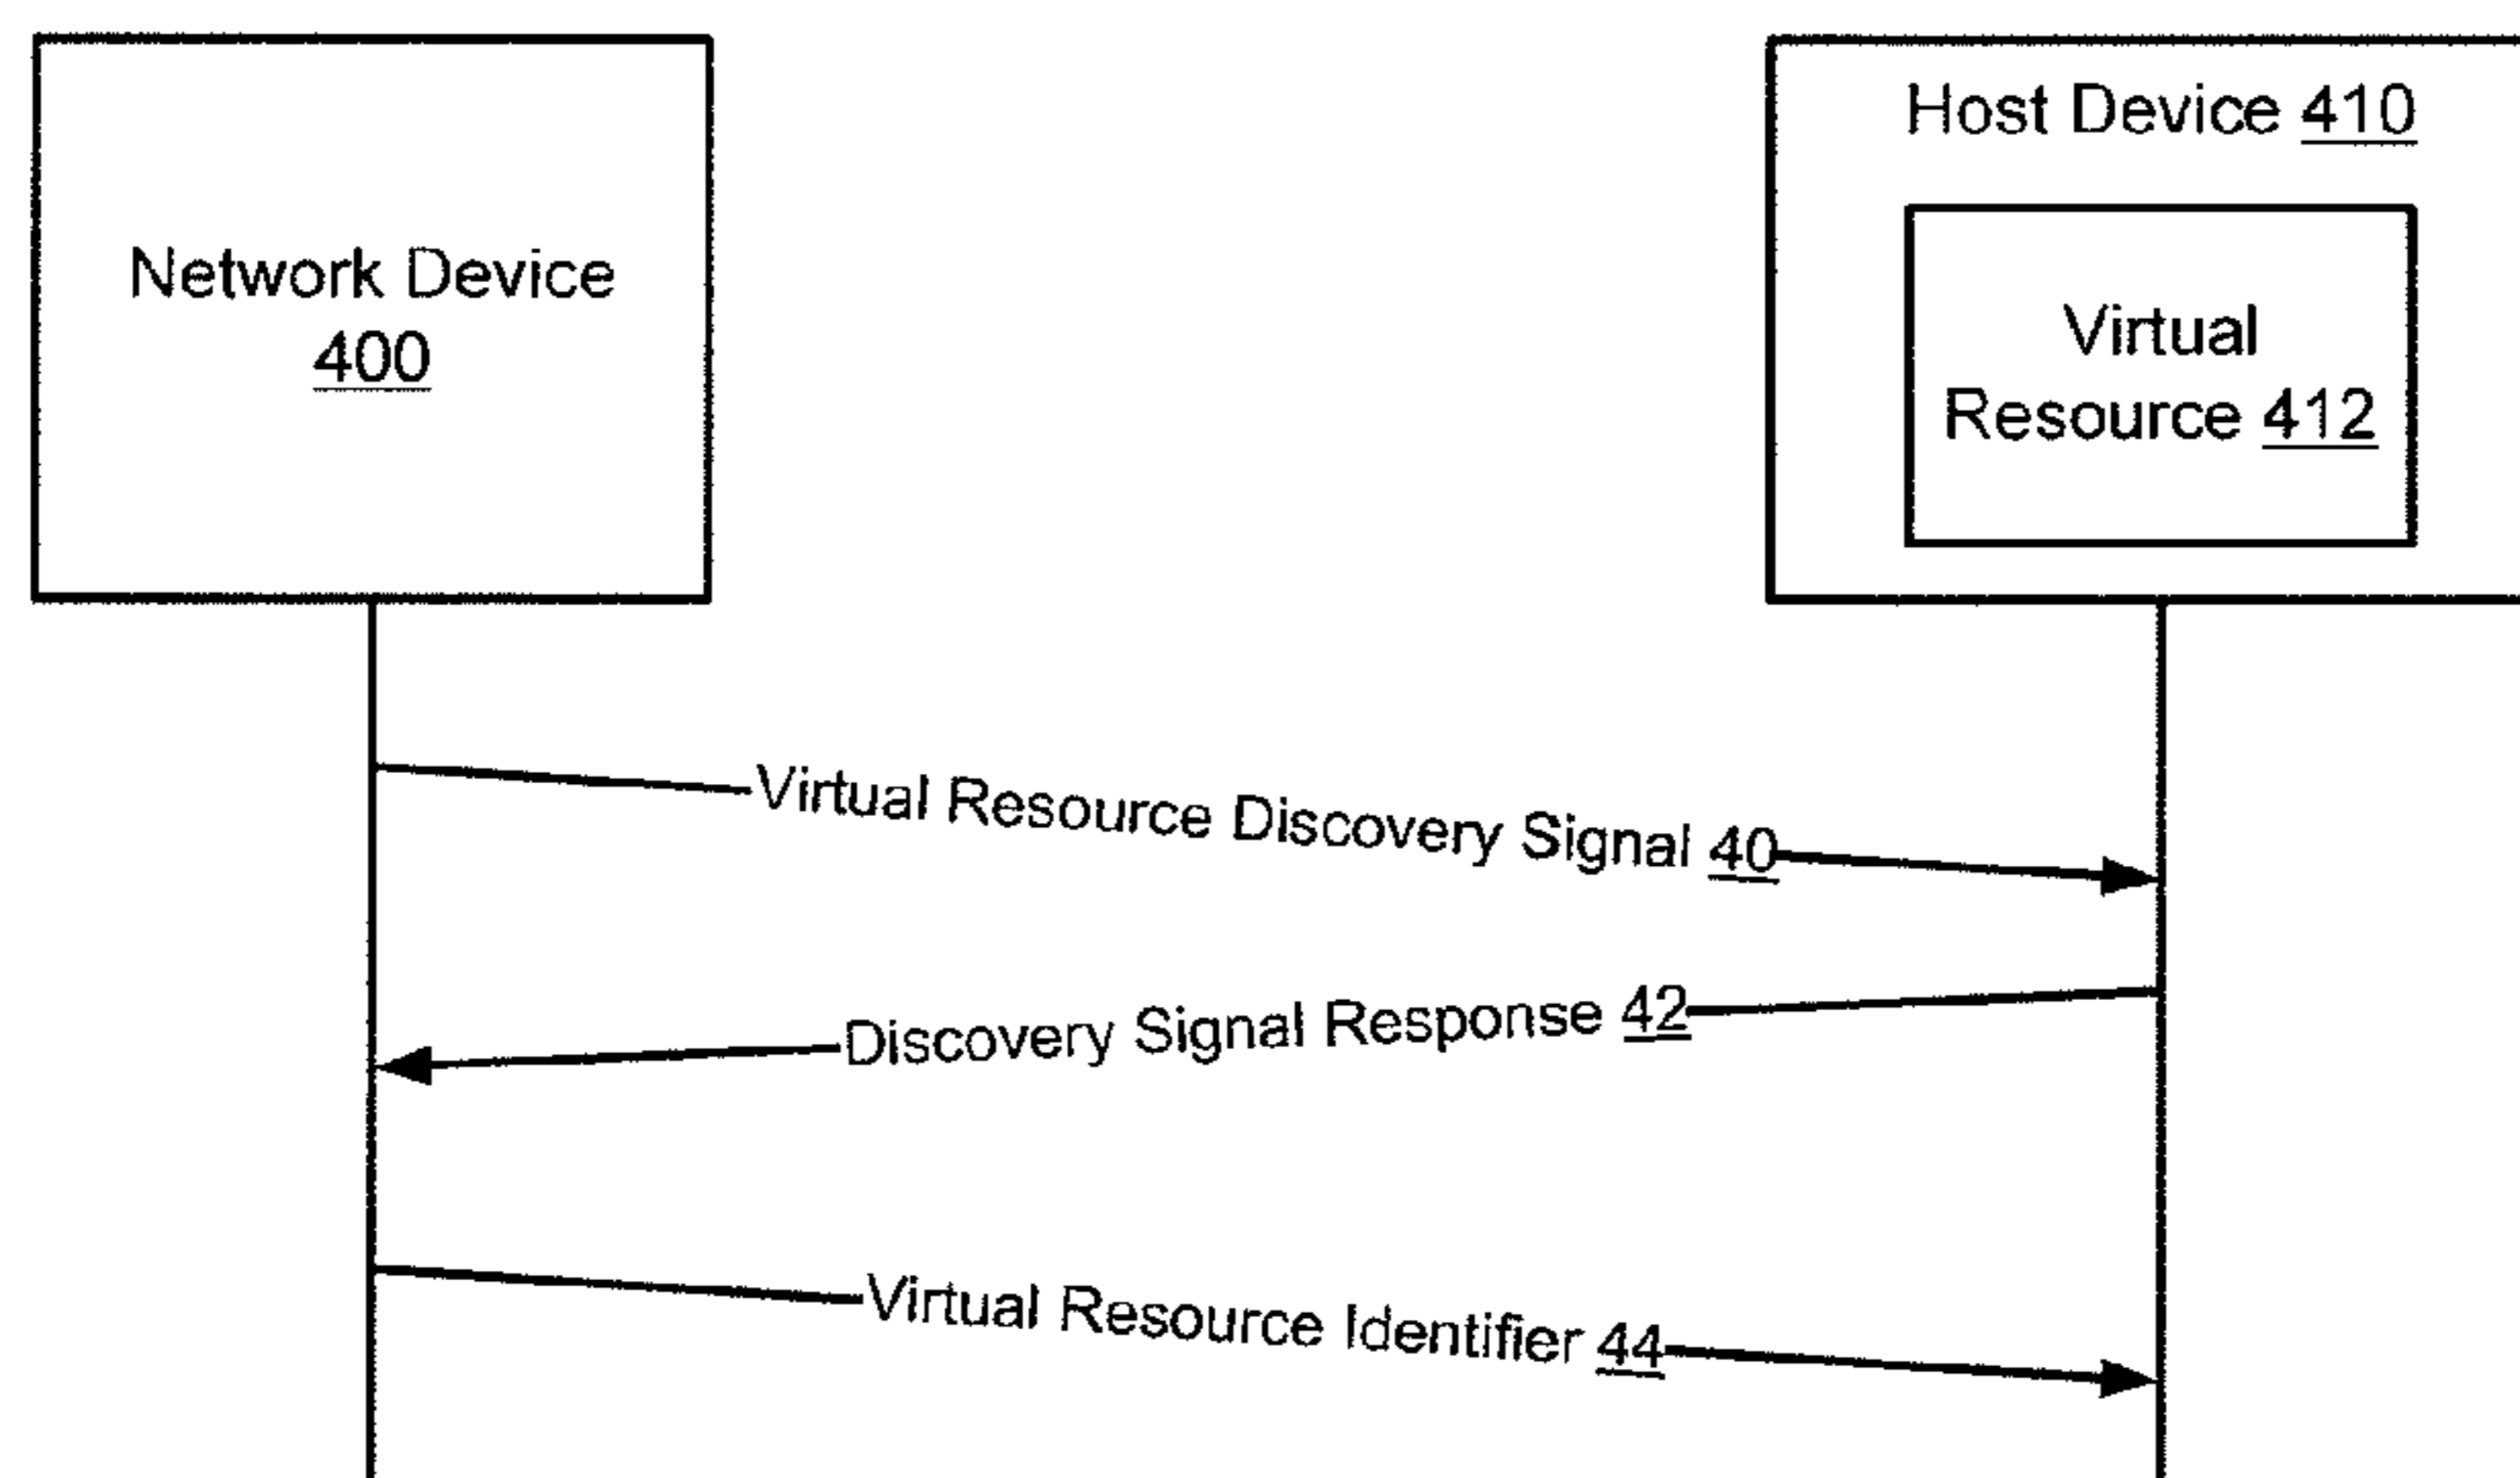 Network Device
400
Host Device 410
Virtual
Resource 412
Virtual Resource Discovery Signal 40
Discovery Signal Response 42
Virtual Resource Identifier 44